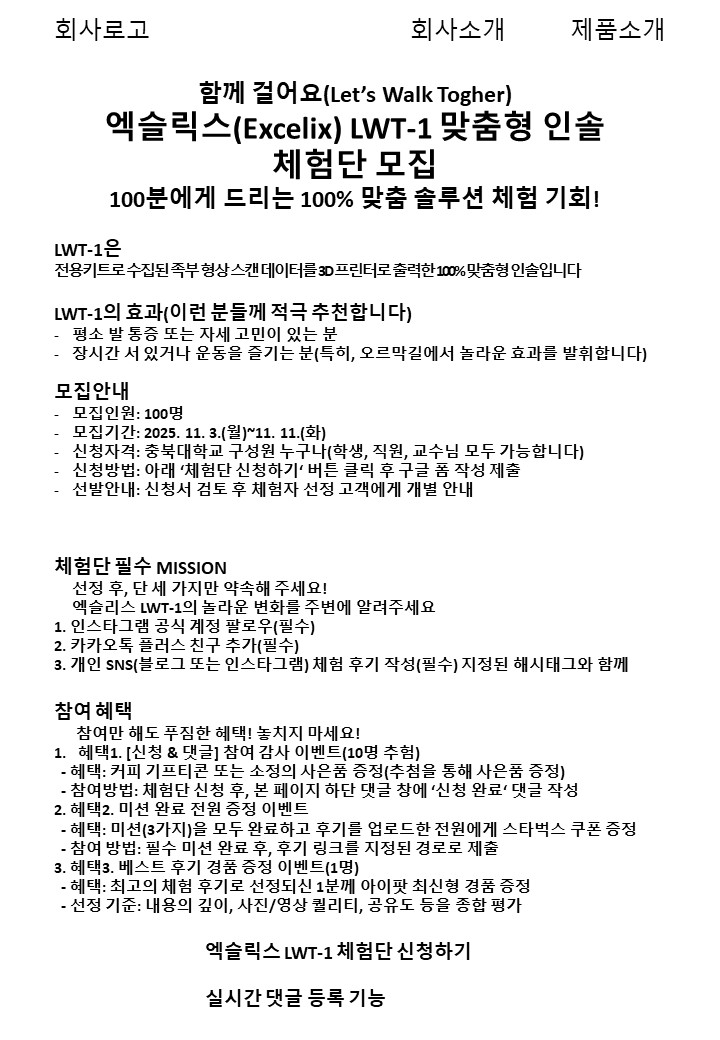 회사로고 회사소개 제품소개
함께 걸어요(Let’s Walk Togher)
엑슬릭스(Excelix) LWT-1 맞춤형 인솔
체험단 모집
100분에게 드리는 100% 맞춤 솔루션 체험 기회!
LWT-1은
전용키트로 수집된 족부 형상 스캔 데이터를 3D 프린터로 출력한 100% 맞춤형 인솔입니다
LWT-1의 효과(이런 분들께 적극 추천합니다)
- 평소 발 통증 또는 자세 고민이 있는 분
- 장시간 서 있거나 운동을 즐기는 분(특히, 오르막길에서 놀라운 효과를 발휘합니다)
모집안내
- 모집인원: 100명
- 모집기간: 2025. 11. 3.(월)~11. 11.(화)
- 신청자격: 충북대학교 구성원 누구나(학생, 직원, 교수님 모두 가능합니다)
- 신청방법: 아래 ‘체험단 신청하기‘ 버튼 클릭 후 구글 폼 작성 제출
- 선발안내: 신청서 검토 후 체험자 선정 고객에게 개별 안내
체험단 필수 MISSION
선정 후, 단 세 가지만 약속해 주세요!
엑슬리스 LWT-1의 놀라운 변화를 주변에 알려주세요
1. 인스타그램 공식 계정 팔로우(필수)
2. 카카오톡 플러스 친구 추가(필수)
3. 개인 SNS(블로그 또는 인스타그램) 체험 후기 작성(필수) 지정된 해시태그와 함께
참여 혜택
참여만 해도 푸짐한 혜택! 놓치지 마세요!
1. 혜택1. [신청 & 댓글] 참여 감사 이벤트(10명 추험)
- 혜택: 커피 기프티콘 또는 소정의 사은품 증정(추첨을 통해 사은품 증정)
- 참여방법: 체험단 신청 후, 본 페이지 하단 댓글 창에 ‘신청 완료‘ 댓글 작성
2. 혜택2. 미션 완료 전원 증정 이벤트
- 혜택: 미션(3가지)을 모두 완료하고 후기를 업로드한 전원에게 스타벅스 쿠폰 증정
- 참여 방법: 필수 미션 완료 후, 후기 링크를 지정된 경로로 제출
3. 혜택3. 베스트 후기 경품 증정 이벤트(1명)
- 혜택: 최고의 체험 후기로 선정되신 1분께 아이팟 최신형 경품 증정
- 선정 기준: 내용의 깊이, 사진/영상 퀄리티, 공유도 등을 종합 평가
엑슬릭스 LWT-1 체험단 신청하기
실시간 댓글 등록 기능